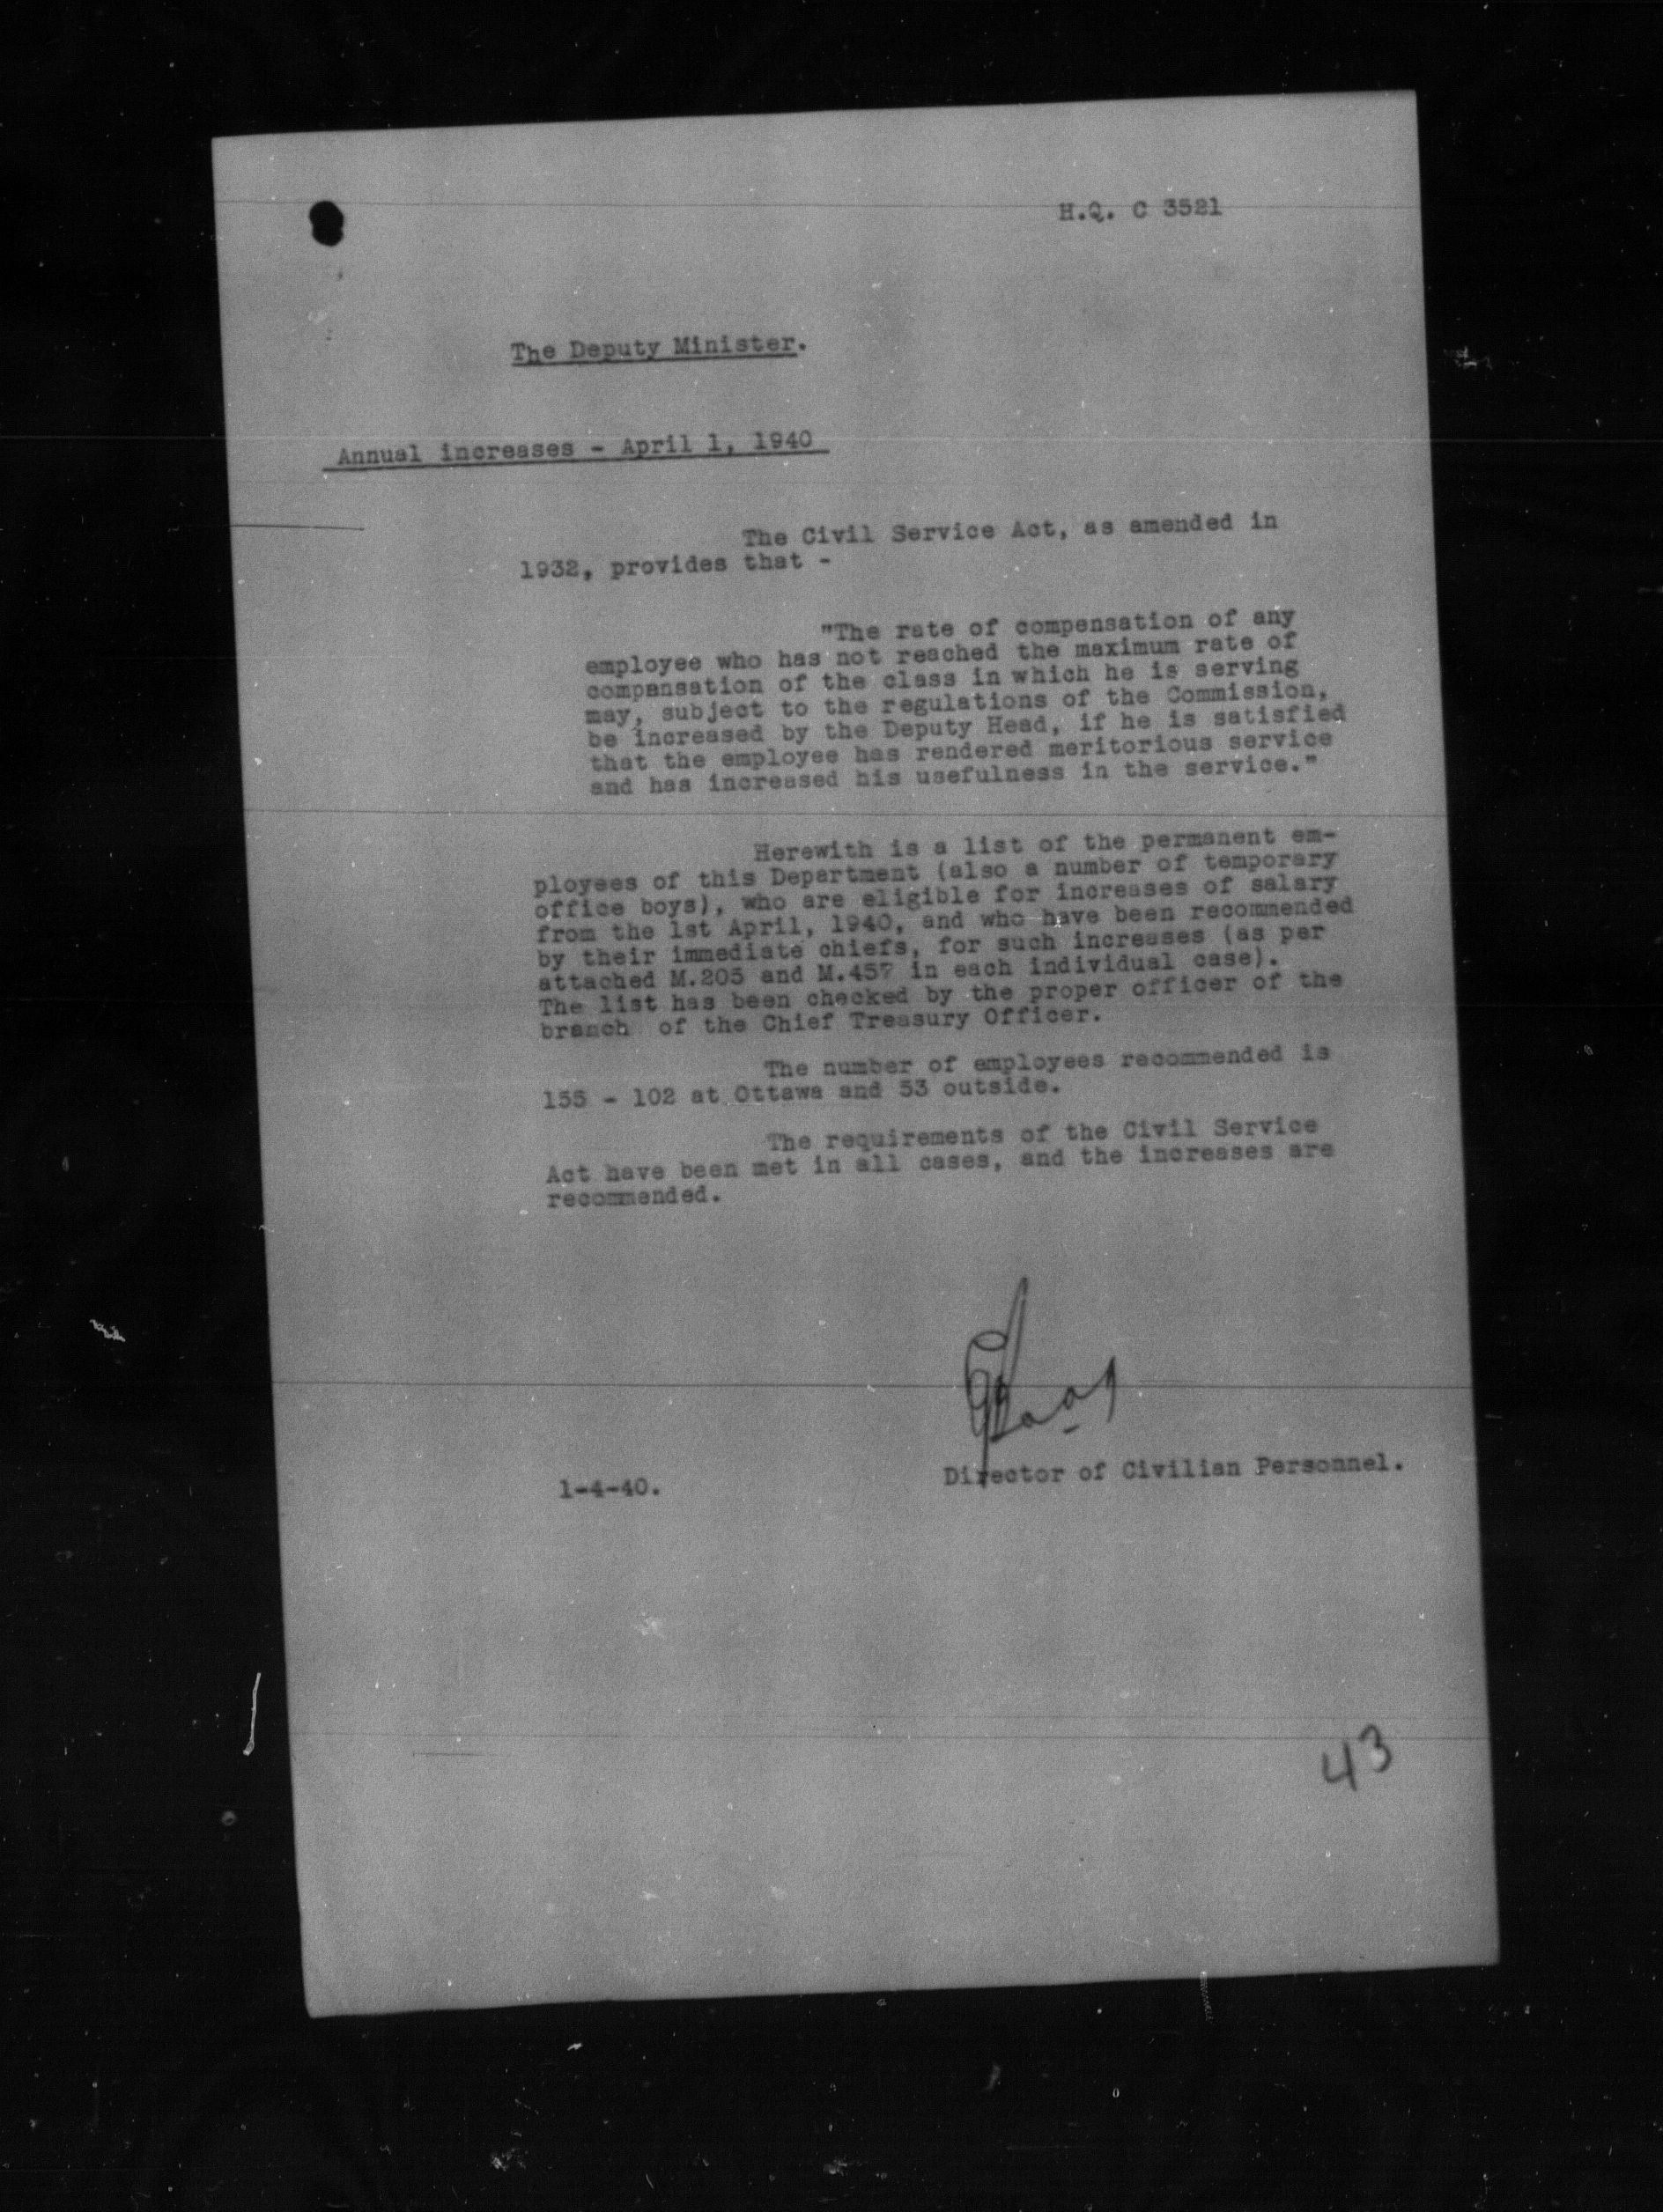 H.Q. C 3521
The Deputy Minister.
Annual increases - April 1, 1940
The Civil Service Act, as amended in
1932, provides that -
"The rate of compensation of any
employee who has not reached the maximum rate of
compensation of the class in which he is serving
may, subject to the regulations of the Commission,
be increased by the Deputy Head, if he is satisfied
that the employee has rendered meritorious service
and has increased his usefulness in the service."
Herewith is a list of the permanent em-
ployees of this Department (also a number of temporary
office boys), who are eligible for increases of salary
from the 1st April, 1940, and who have been recommended
by their immediate chiefs, for such increases (as per
attached M.205 and M.457 in each individual case).
The list has been checked by the proper officer of the
branch of the Chief Treasury Officer.
The number of employees recommended is
155 - 102 at Ottawa and 53 outside.
The requirements of the Civil Service
Act have been met in all cases, and the increases are
recommended.
Director of Civilian Personnel.
1-4-40.
43